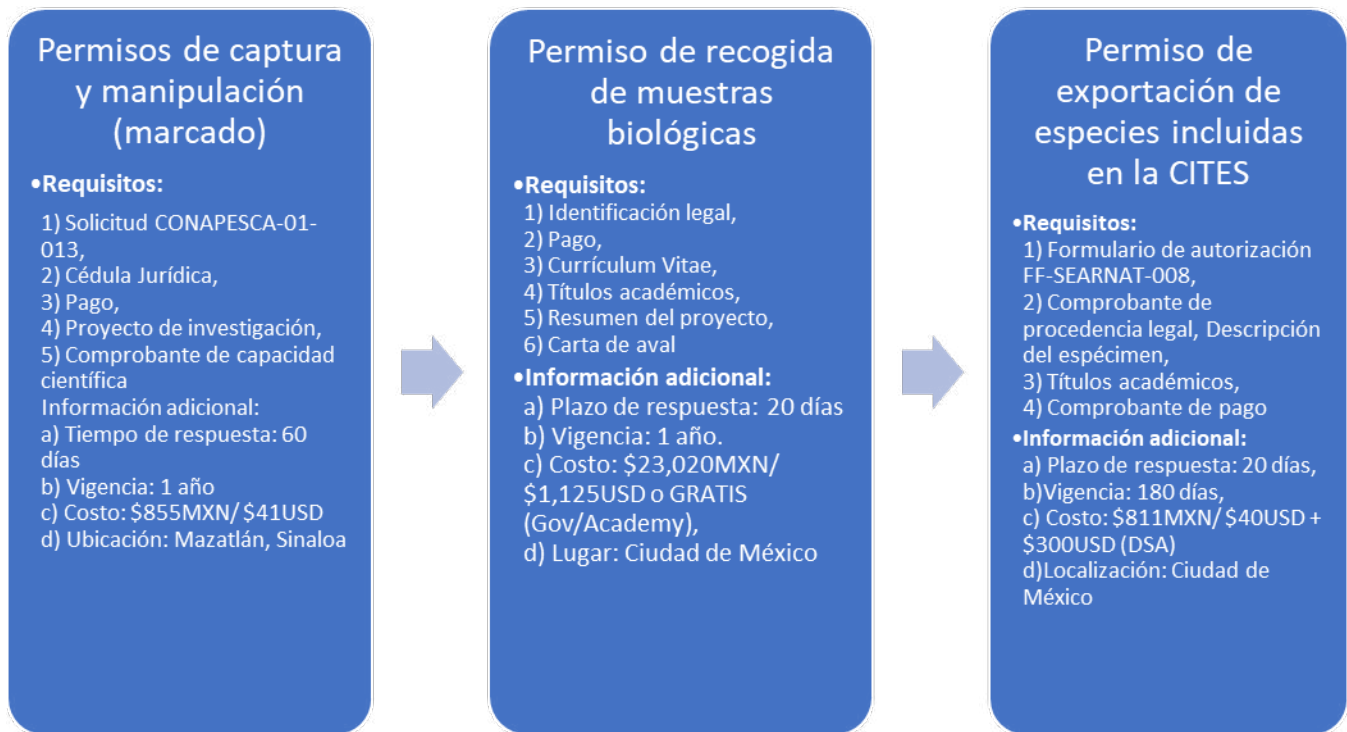 Permisos de captura
y manipulación
(marcado)
•Requisitos:
1) Solicitud CONAPESCA-01-
013,
2) Cédula Jurídica,
3) Pago,
4) Proyecto de investigación,
5) Comprobante de capacidad
científica
Información adicional:
a) Tiempo de respuesta: 60
días
b) Vigencia: 1 año
c) Costo: $855MXN/ $41USD
d) Ubicación: Mazatlán, Sinaloa
Permiso de recogida
de muestras
biológicas
•Requisitos:
1) Identificación legal,
2) Pago,
3) Currículum Vitae,
4) Títulos académicos,
5) Resumen del proyecto,
6) Carta de aval
•Información adicional:
a) Plazo de respuesta: 20 días
b) Vigencia: 1 año.
c) Costo: $23,020MXN/
$1,125USD o GRATIS
(Gov/Academy),
d) Lugar: Ciudad de México
Permiso de
exportación de
especies incluidas
en la CITES
•Requisitos:
1) Formulario de autorización
FF-SEARNAT-008,
2) Comprobante de
procedencia legal, Descripción
del espécimen,
3) Títulos académicos,
4) Comprobante de pago
•Información adicional:
a) Plazo de respuesta: 20 días,
b)Vigencia: 180 días,
c) Costo: $811MXN/ $40USD +
$300USD (DSA)
d)Localización: Ciudad de
México